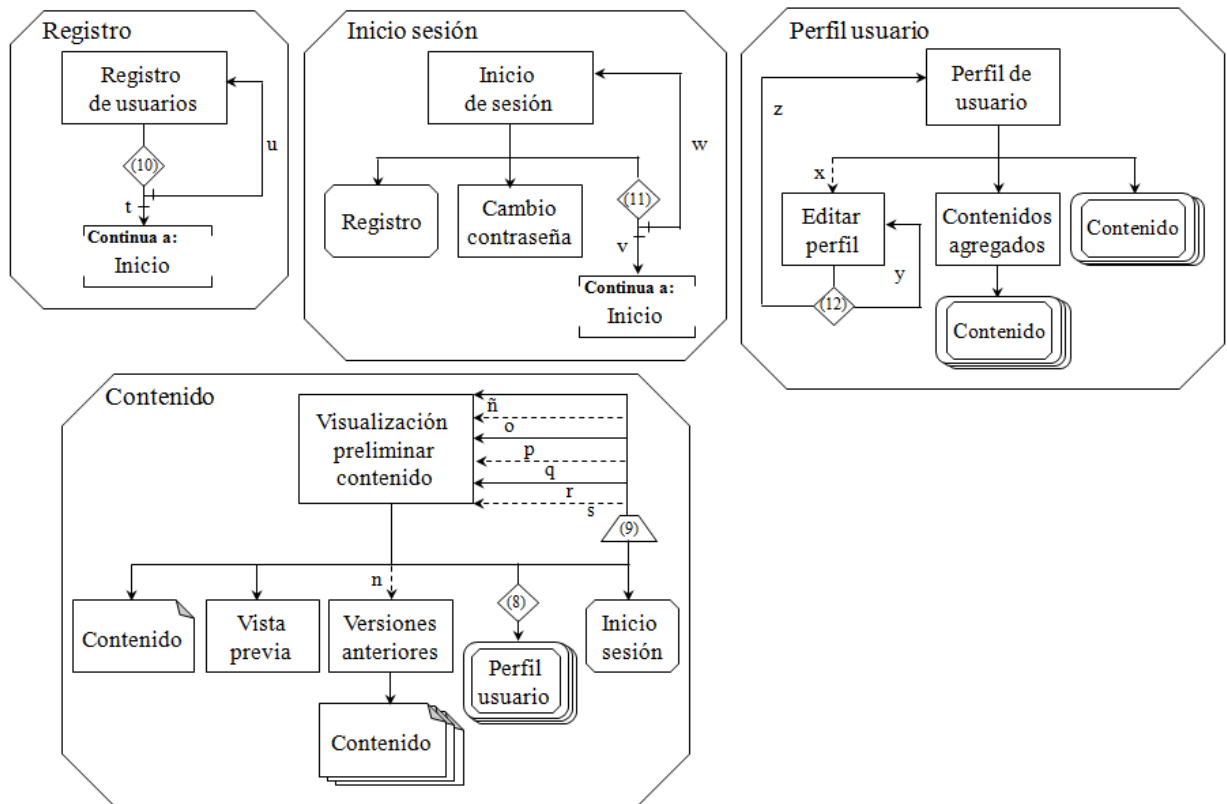 Registro
Registro
de usuarios
u
(10)
t
Continua a:
Inicio
Inicio sesión
Inicio
de sesión
w
Registro
Cambio
contraseña
(11)
v
Continua a:
Inicio
Perfil usuario
Perfil de
usuario
z
x
Editar
perfil
Contenidos
agregados
Contenido
y
(12)
Contenido
Contenido
Visualización
preliminar
contenido
ñ
o
p
q
r
s
(9)
n
(8)
Contenido
Vista
previa
Versiones
anteriores
Perfil
usuario
Inicio
sesión
Contenido